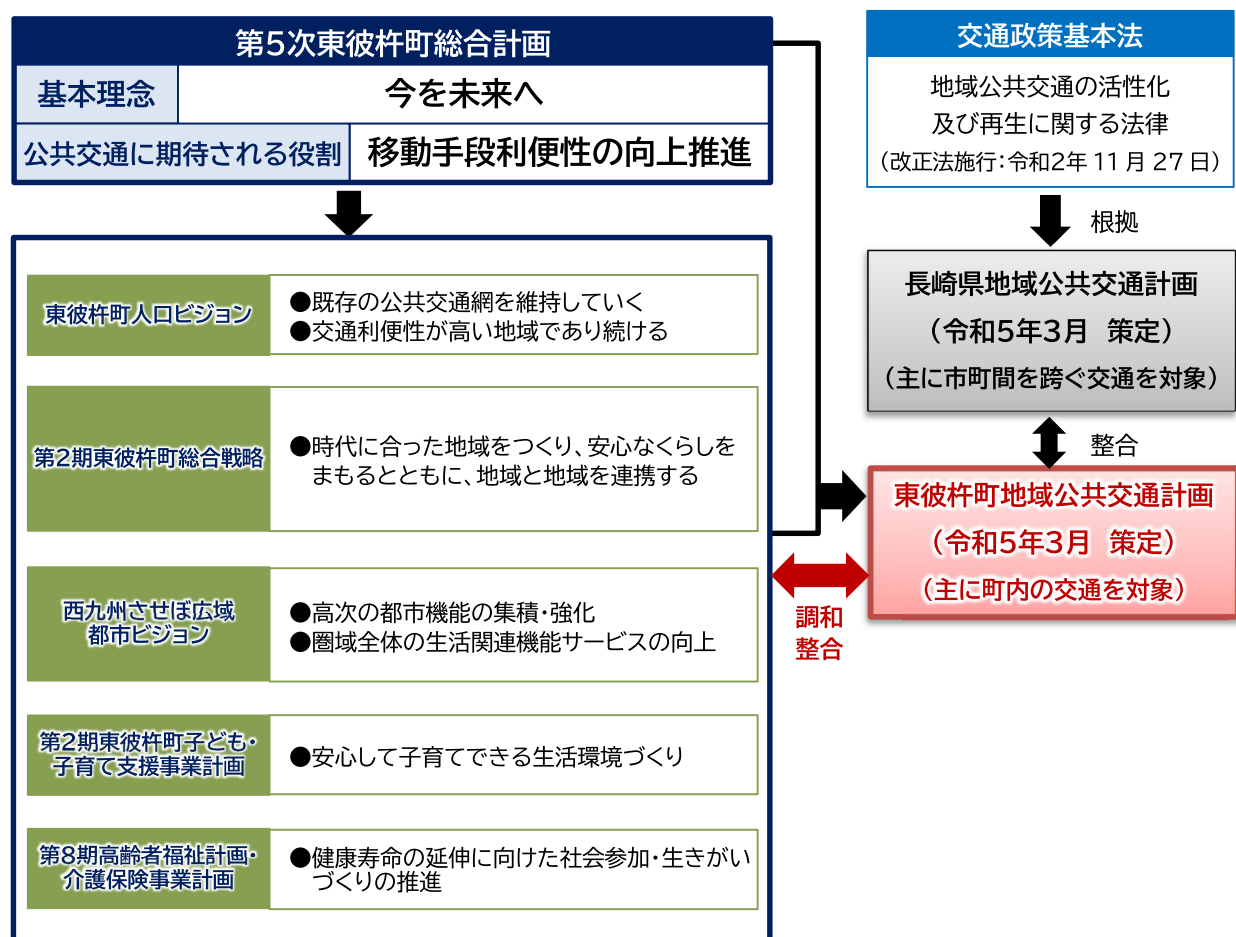 第5次東彼杵町総合計画
基本理念
今を未来へ
公共交通に期待される役割
移動手段利便性の向上推進
東彼杵町人口ビジョン
●既存の公共交通網を維持していく
●交通利便性が高い地域であり続ける
第2期東彼杵町総合戦略
●時代に合った地域をつくり、安心なくらしを
まもるとともに、地域と地域を連携する
西九州させぼ広域
都市ビジョン
●高次の都市機能の集積・強化
●圏域全体の生活関連機能サービスの向上
第2期東彼杵町子ども・
子育て支援事業計画
●安心して子育てできる生活環境づくり
第8期高齢者福祉計画・
介護保険事業計画
●健康寿命の延伸に向けた社会参加・生きがい
づくりの推進
交通政策基本法
地域公共交通の活性化
及び再生に関する法律
（改正法施行：令和2年 11 月 27 日）
根拠
長崎県地域公共交通計画
（令和5年3月　策定）
（主に市町間を跨ぐ交通を対象）
整合
東彼杵町地域公共交通計画
（令和5年3月　策定）
（主に町内の交通を対象）
調和
整合